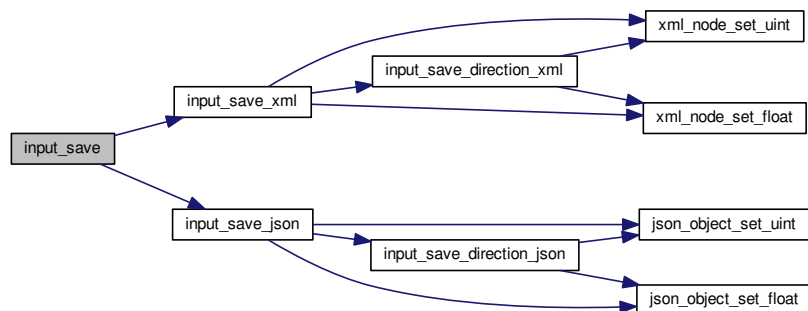 xml_node_set_uint
input_save_direction_xml
input_save_xml
xml_node_set_float
input_save
input_save_json
json_object_set_uint
input_save_direction_json
json_object_set_float